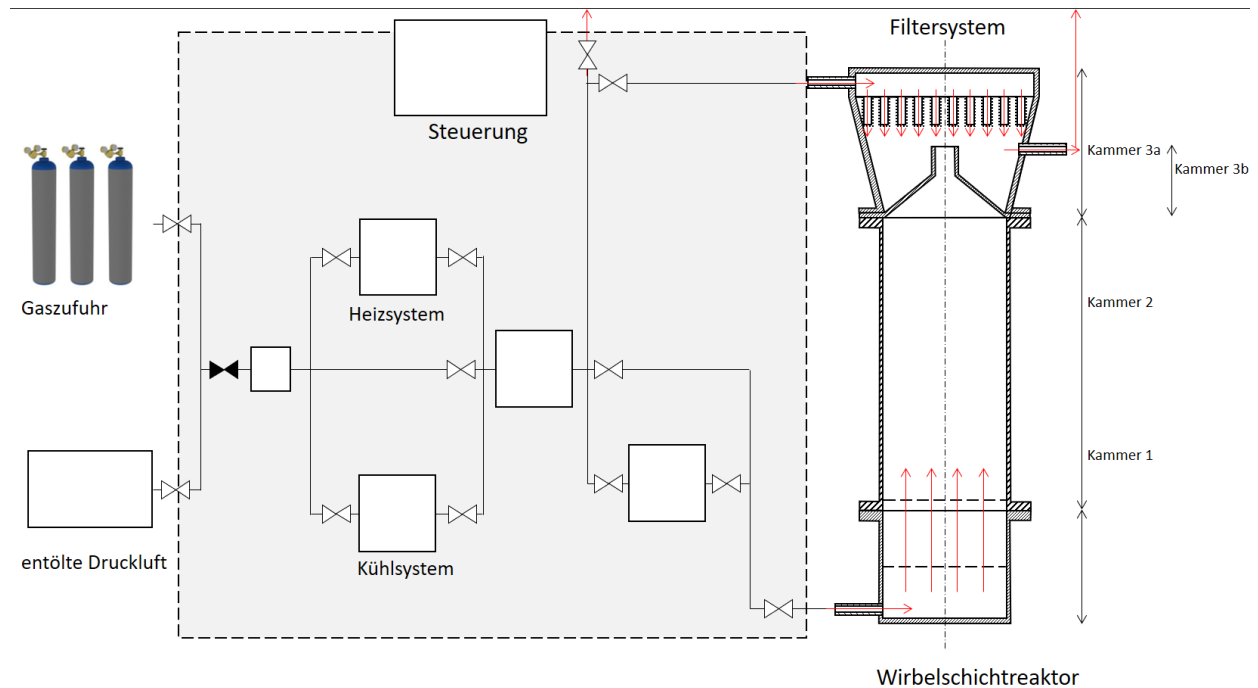 Filtersystem
Steuerung
Kammer 3a
Kammer 3b
Gaszufuhr
Heizsystem
Kammer 2
Kammer 1
entölte Druckluft
Kühlsystem
Wirbelschichtreaktor